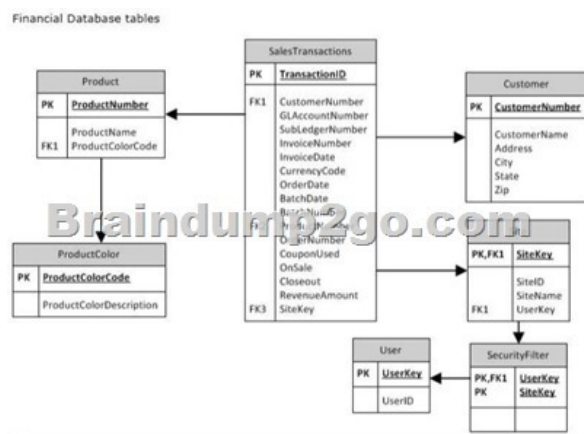 Financial Database tables
SalesTransactions
PK TransactionID
FK1 CustomerNumber
GLAccountNumber
SubLedgerNumber
InvoiceNumber
InvoiceDate
CurrencyCode
OrderDate
BatchDate
BatchNumber
ProductNumber
OrderNumber
CouponUsed
OnSale
Closeout
RevenueAmount
FK3 SiteKey
Product
PK ProductNumber
ProductName
FK1 ProductColorCode
Customer
PK CustomerNumber
CustomerName
Address
City
State
Zip
Braindump2go.com
ProductColor
PK ProductColorCode
ProductColorDescription
PK,FK1 SiteKey
SiteID
SiteName
FK1 UserKey
User
PK UserKey
UserID
SecurityFilter
PK,FK1 UserKey
PK SiteKey